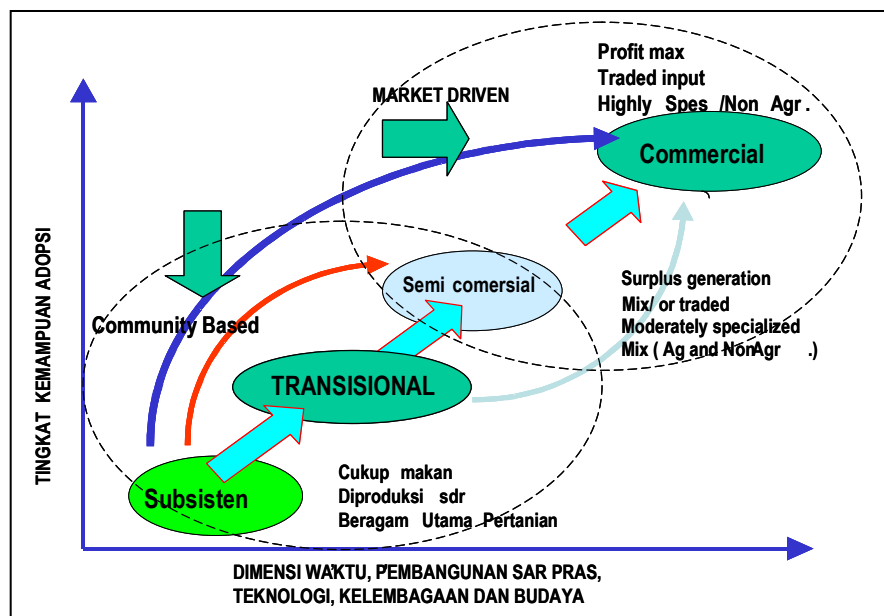 Profit max
Traded input
Highly Spes /Non Agr .
MARKET DRIVEN
Commercial
Semi comersial
Surplus generation
Mix/ or traded
Moderately specialized
Mix ( Ag and NonAgr .)
Community Based
TRANSISIONAL
Subsisten
Cukup makan
Diproduksi sdr
Beragam Utama Pertanian
TINGKAT KEMAMPUAN ADOPSI
DIMENSI WAKTU, PEMBANGUNAN SAR PRAS,
TEKNOLOGI, KELEMBAGAAN DAN BUDAYA